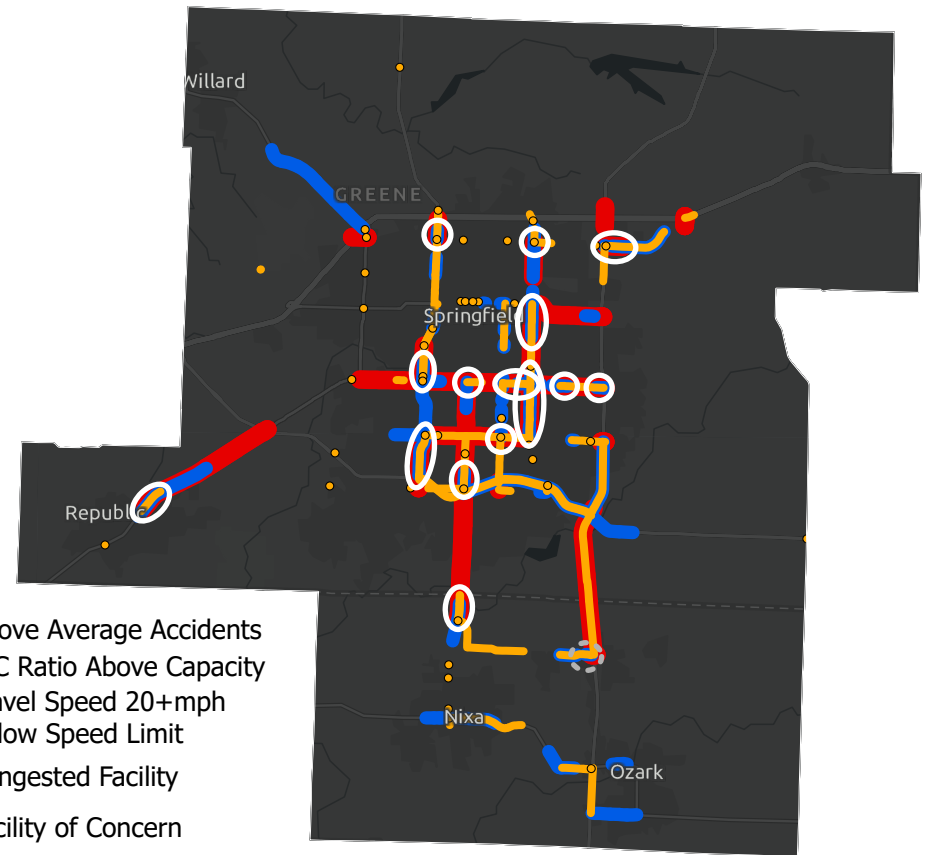 Willard
GREENE
Springfield
Republic
ove Average Accidents
C Ratio Above Capacity
avel Speed 20+mph
low Speed Limit
ngested Facility
cility of Concern
Nixa
Ozark